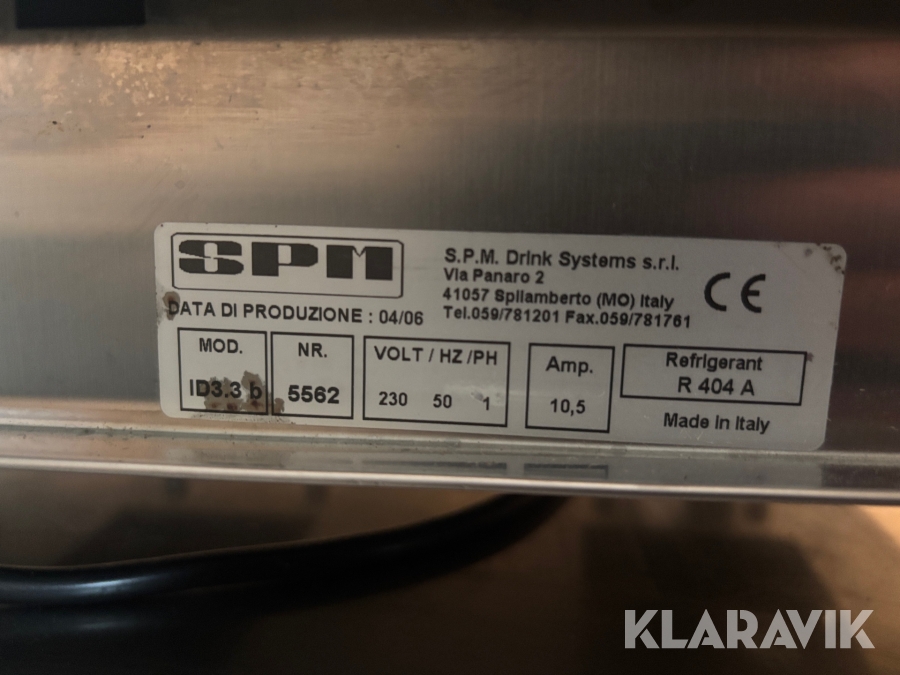 SPM
S.P.M. Drink Systems s.r.l.
Via Panaro 2
41057 Spilamberto (MO) Italy
Tel.059/781201 Fax.059/781761
CE
DATA DI PRODUZIONE : 04/06
MOD.
ID3.3 b
NR.
5562
VOLT / HZ /PH
230 50 1
Amp.
10,5
Refrigerant
R 404 A
Made in Italy
KLARAVIK